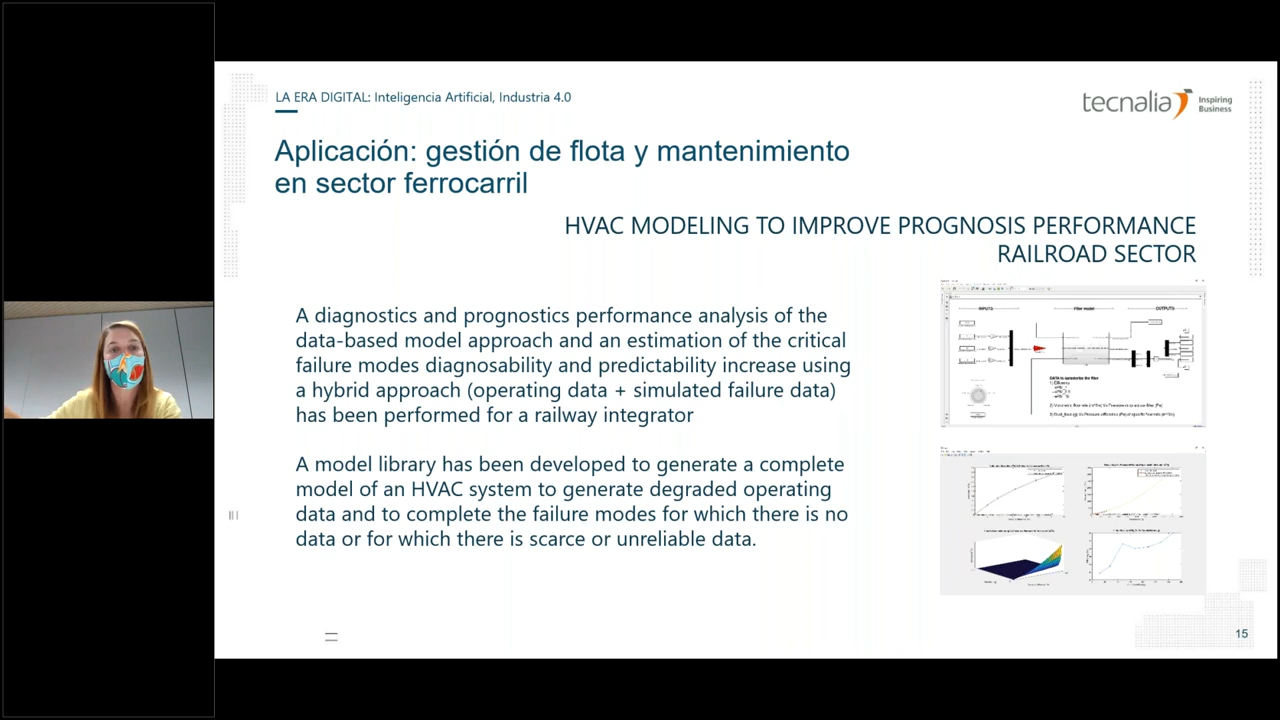 LA ERA DIGITAL: Inteligencia Artificial, Industria 4.0
tecnalia Inspiring
Business
Aplicación: gestión de flota y mantenimiento
en sector ferrocarril
HVAC MODELING TO IMPROVE PROGNOSIS PERFORMANCE
RAILROAD SECTOR
A diagnostics and prognostics performance analysis of the
data-based model approach and an estimation of the critical
failure modes diagnosability and predictability increase using
a hybrid approach (operating data + simulated failure data)
has been performed for a railway integrator
A model library has been developed to generate a complete
model of an HVAC system to generate degraded operating
data and to complete the failure modes for which there is no
data or for which there is scarce or unreliable data.
INPUTS
Filter model
OUTPUTS
15